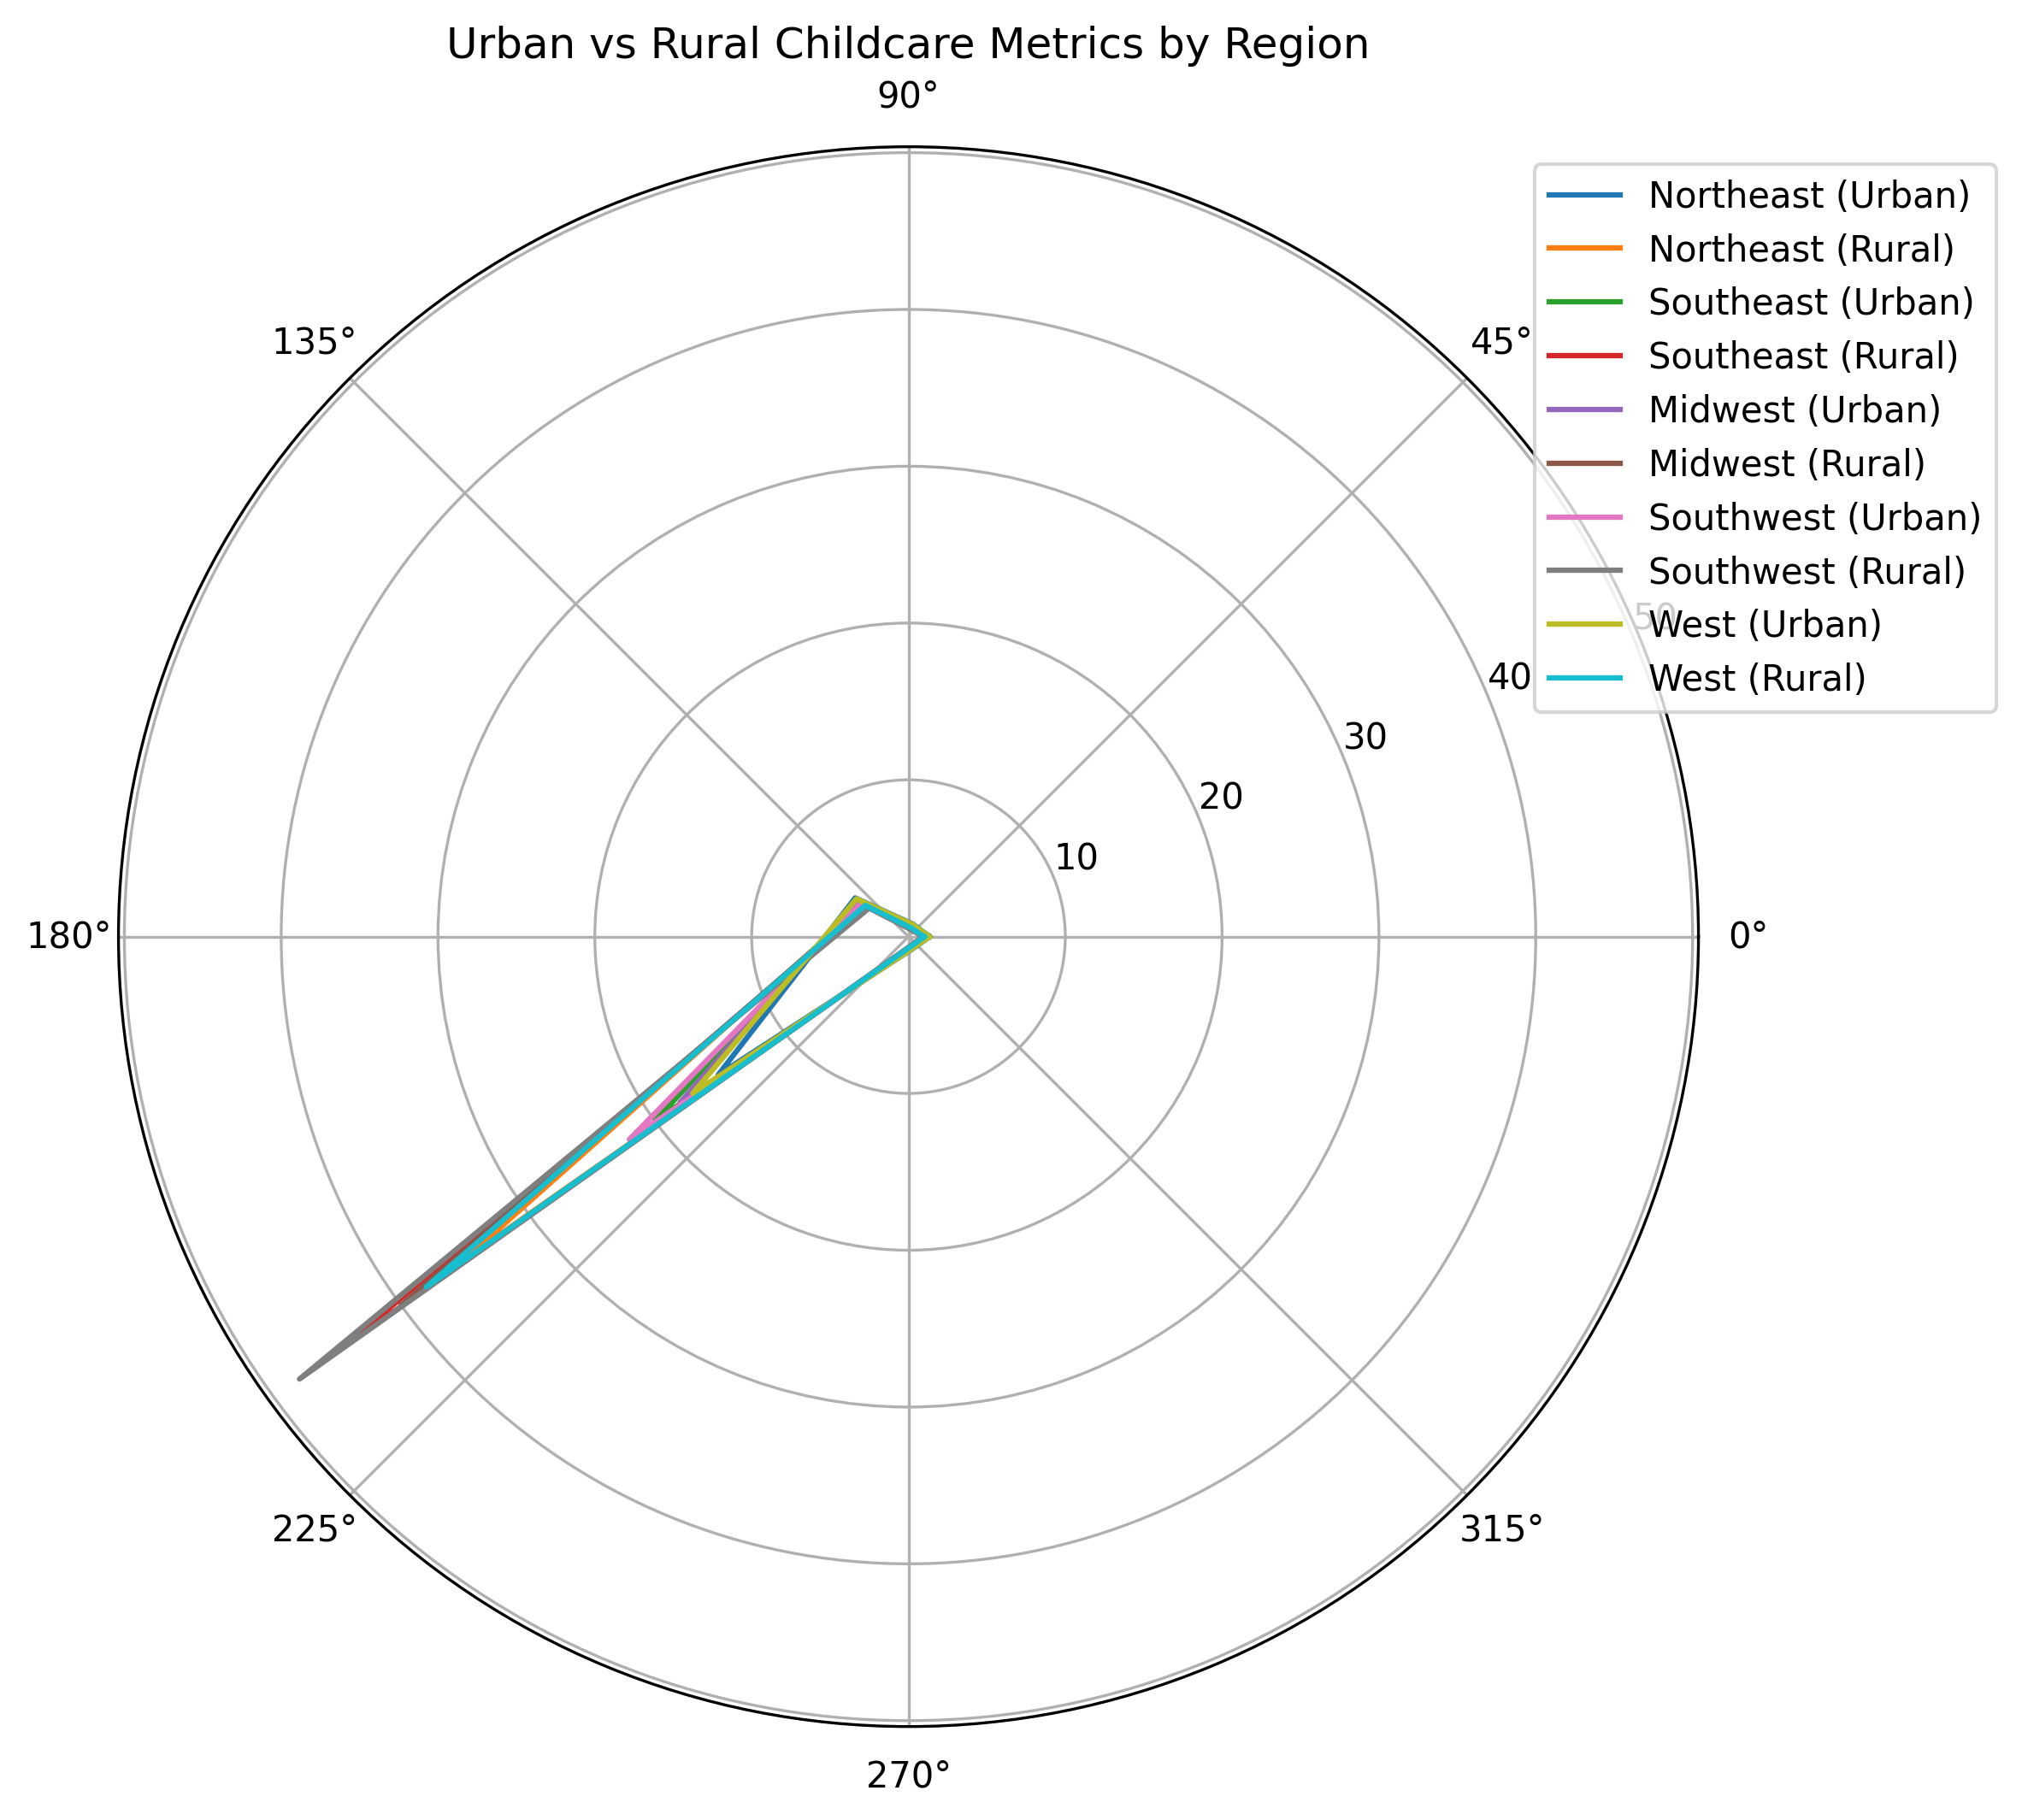 Urban vs Rural Childcare Metrics by Region
90°
135°
45°
180°
0°
225°
315°
270°
10
20
30
40
50
Northeast (Urban)
Northeast (Rural)
Southeast (Urban)
Southeast (Rural)
Midwest (Urban)
Midwest (Rural)
Southwest (Urban)
Southwest (Rural)
West (Urban)
West (Rural)